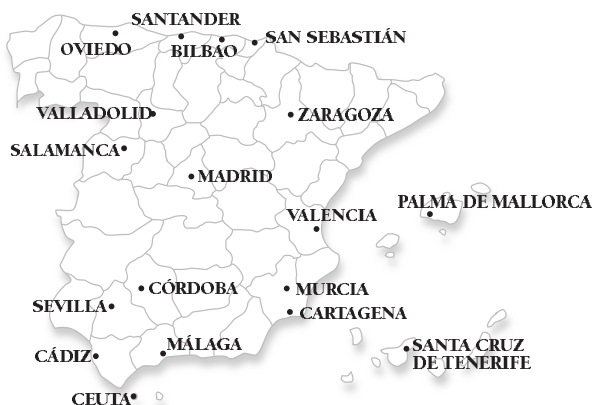 SANTANDER
OVIEDO
BILBAO
SAN SEBASTIÁN
VALLADOLID
ZARAGOZA
SALAMANCA
MADRID
PALMA DE MALLORCA
VALENCIA
CÓRDOBA
MURCIA
SEVILLA
CARTAGENA
CÁDIZ
MÁLAGA
SANTA CRUZ
DE TENERIFE
CEUTA